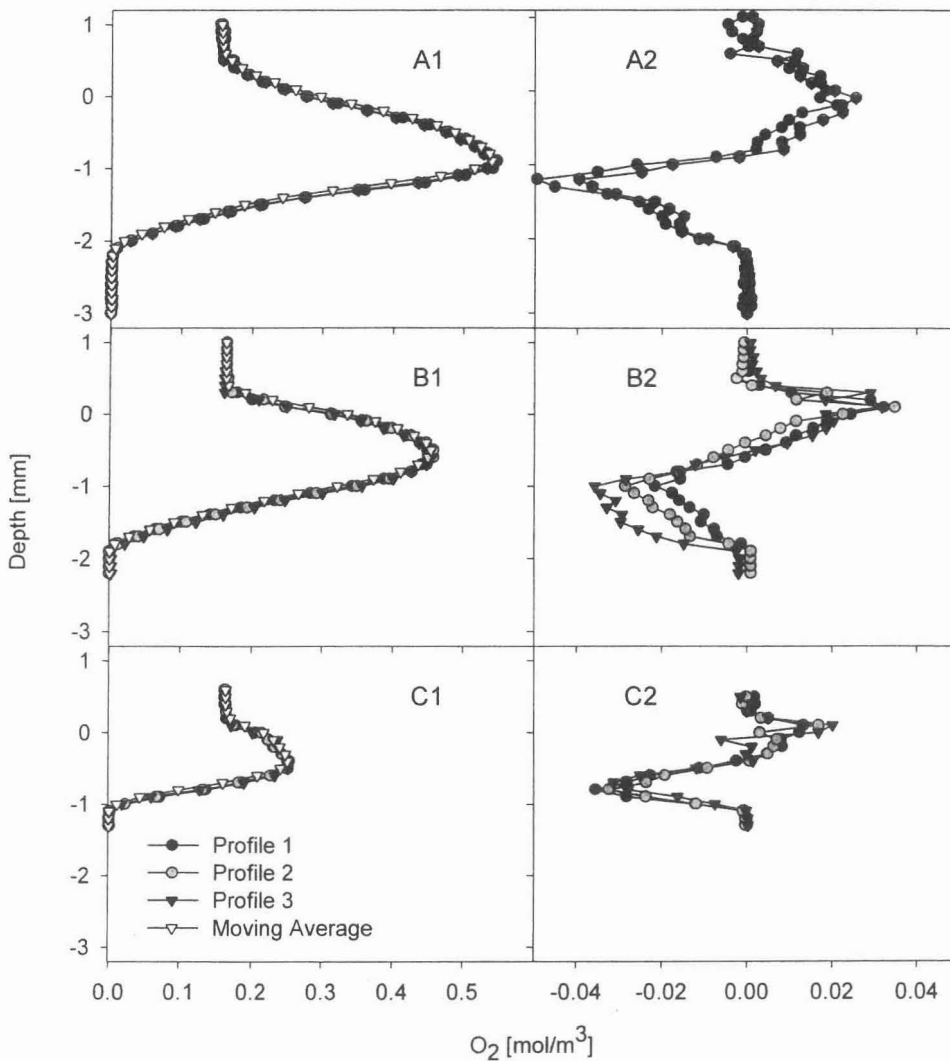 1
0
-1
-2
-3
A1
A2
1
0
-1
-2
-3
B1
B2
Depth [mm]
1
0
-1
-2
-3
C1
C2
Profile 1
Profile 2
Profile 3
Moving Average
0.0 0.1 0.2 0.3 0.4 0.5
-0.04 -0.02 0.00 0.02 0.04
O₂ [mol/m³]